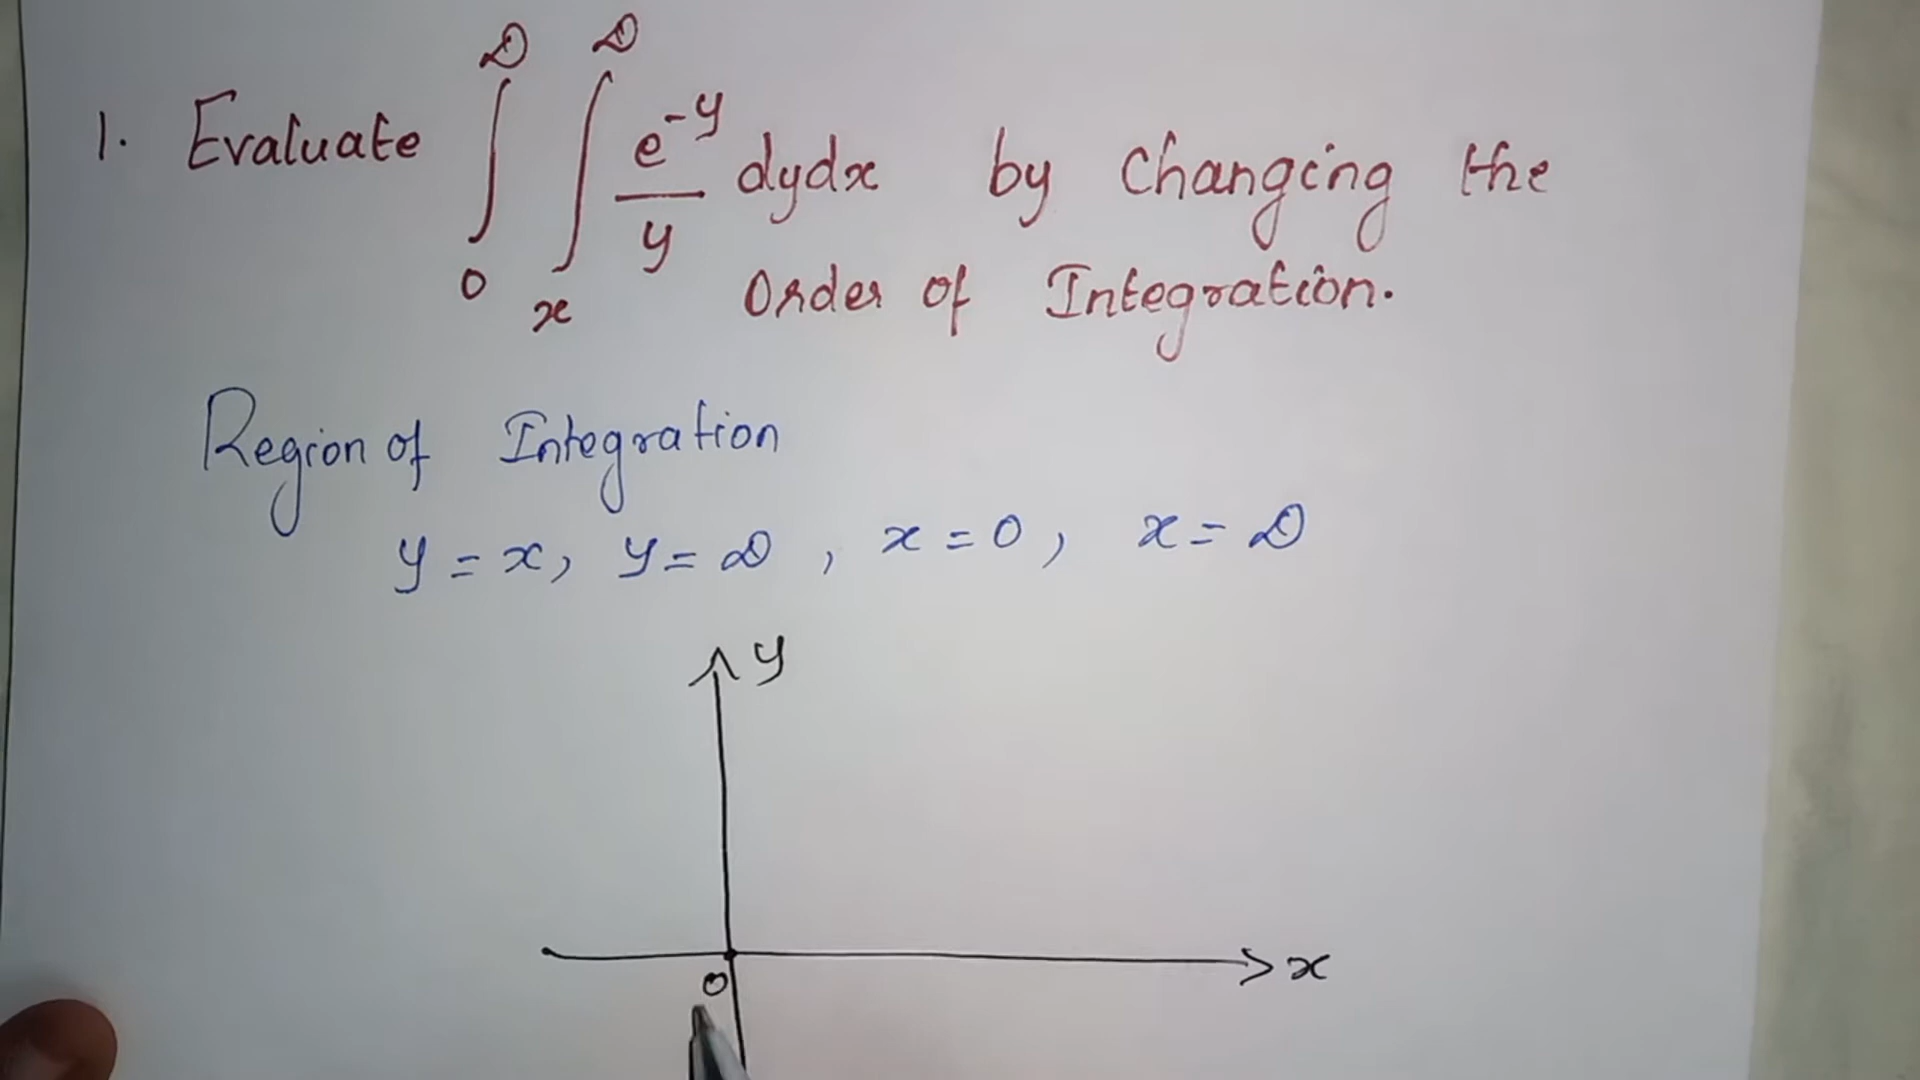 1. Evaluate ∫₀^∞ ∫ₓ^∞ e^-y/y dydx by Changing the
Order of Integration.
Region of Integration
y = x, y = ∞, x = 0, x = ∞
y
x
0